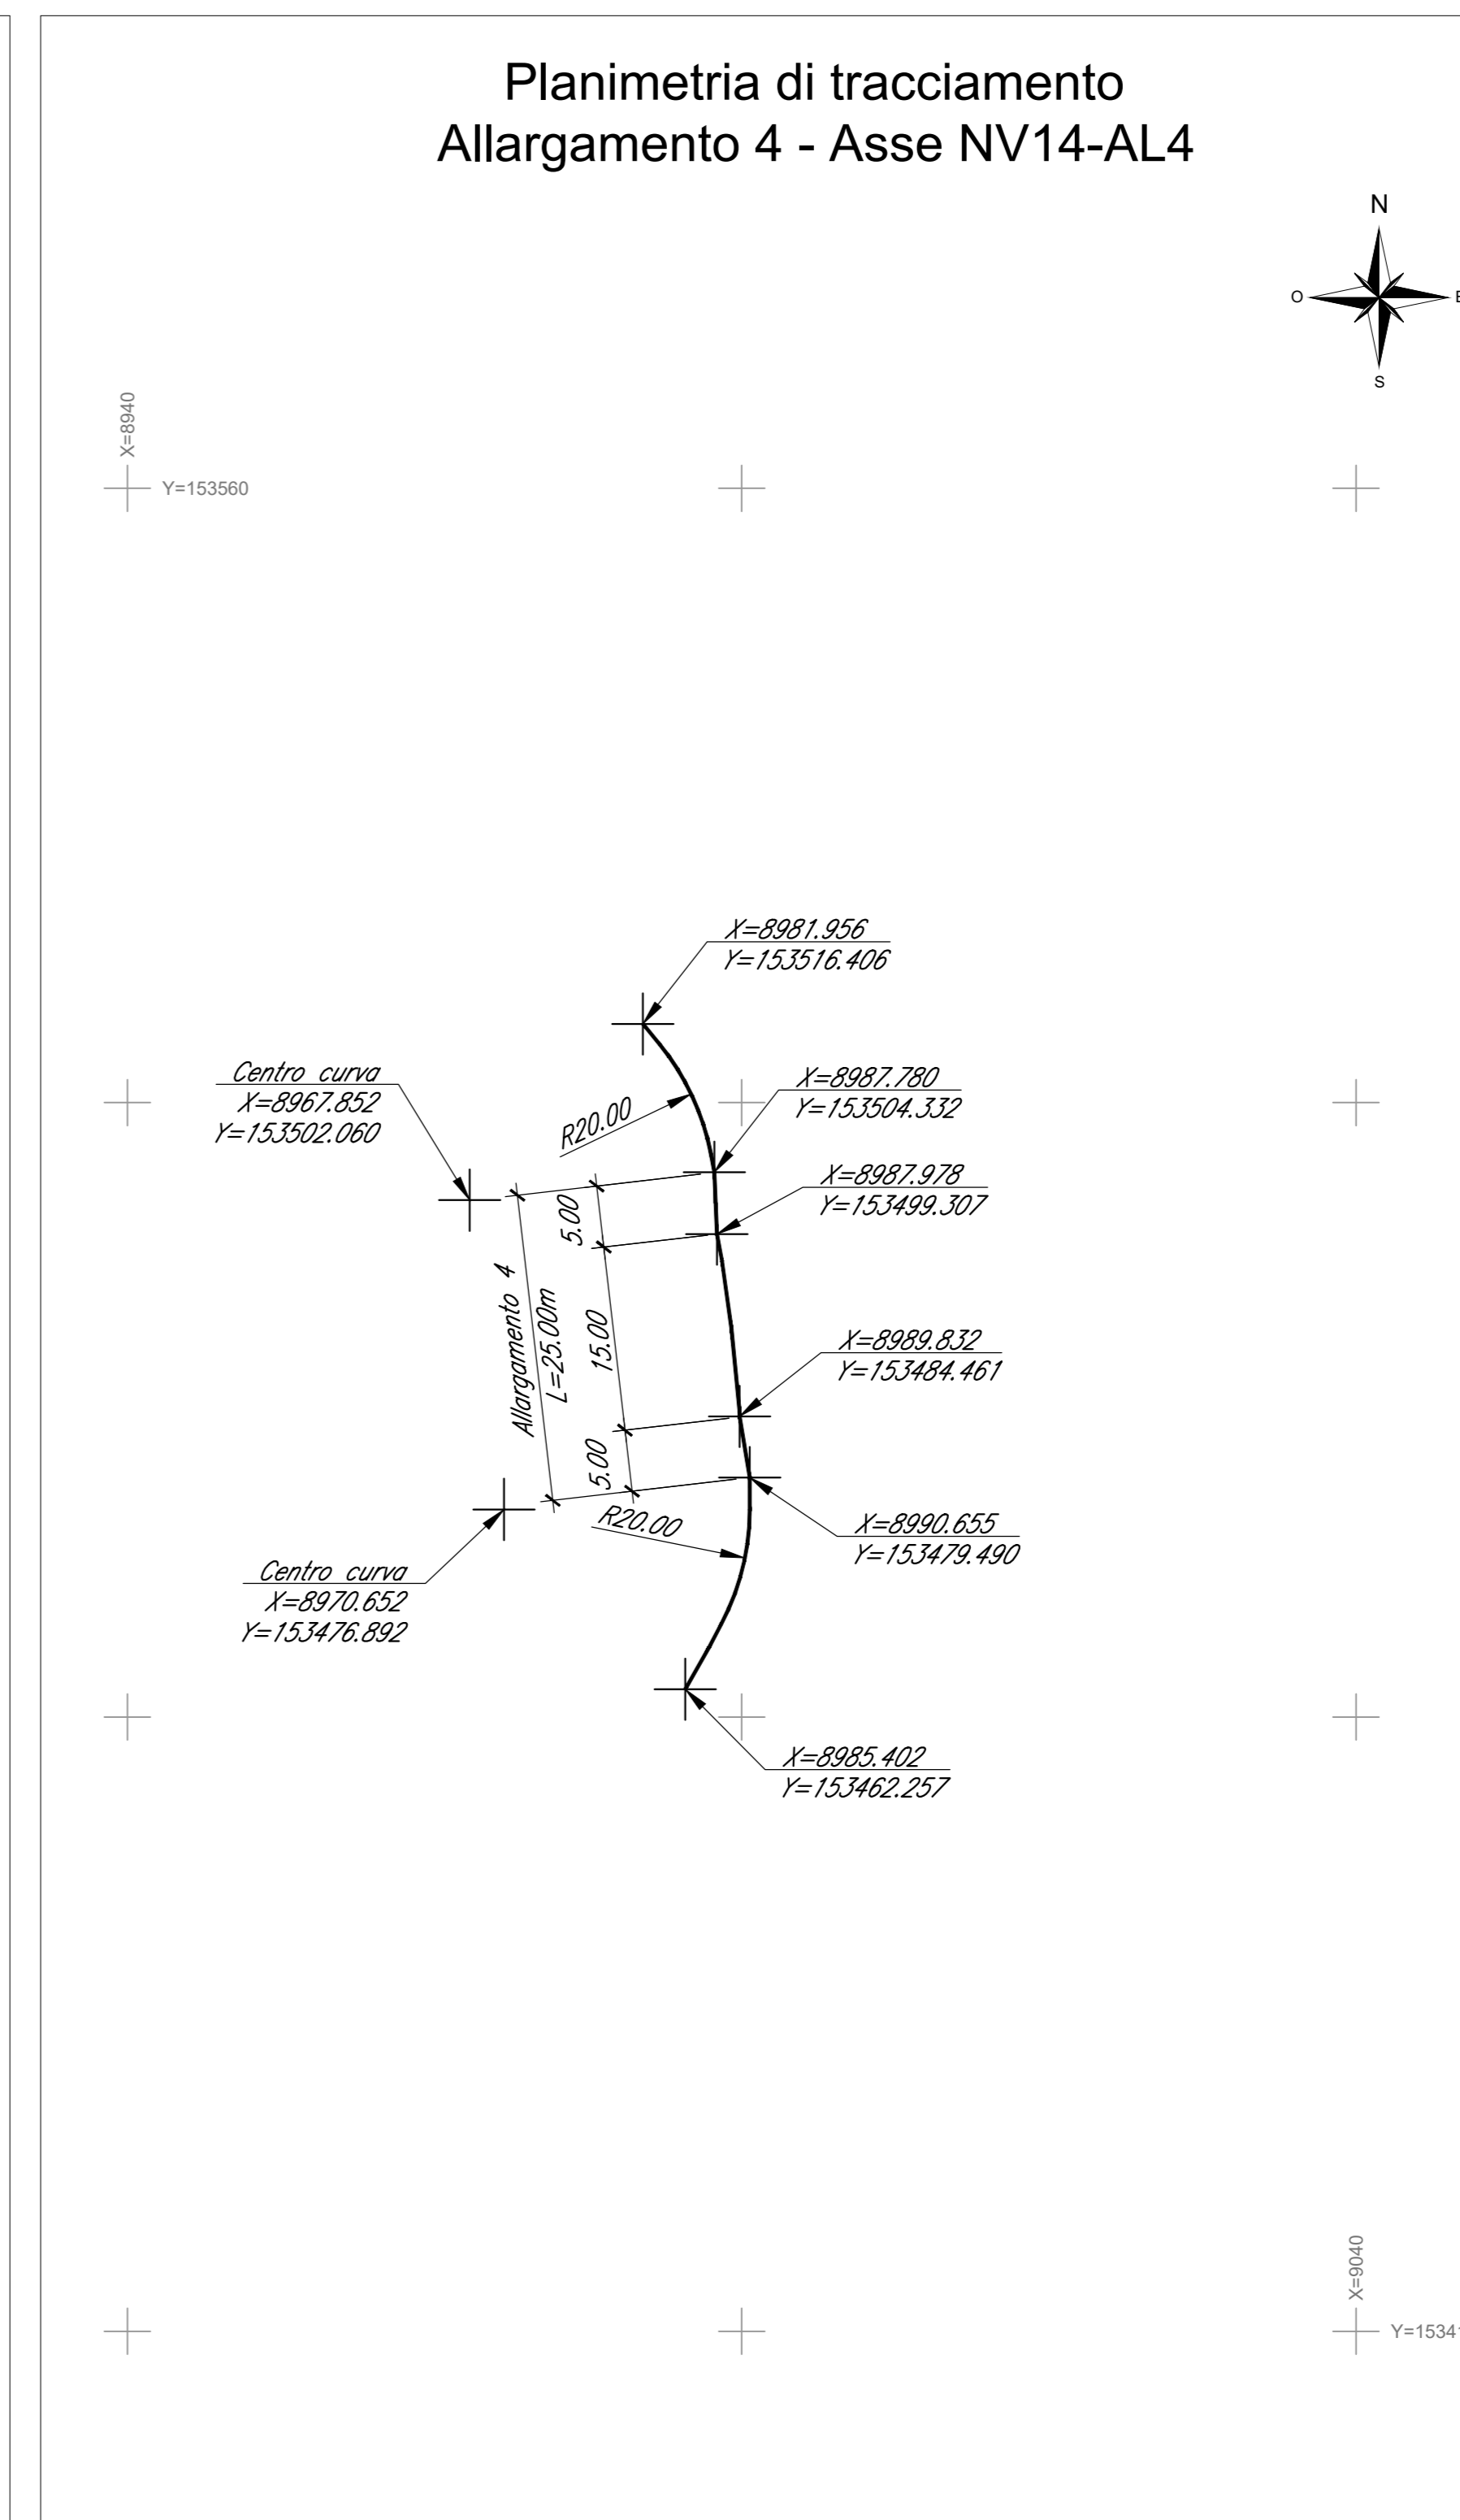 Planimetria di tracciamento
Allargamento 4 - Asse NV14-AL4
N
O
E
S
X=8940
Y=153560
X=8981.956
Y=153516.406
Centro curva
X=8967.852
Y=153502.060
R20.00
X=8987.780
Y=153504.332
X=8987.978
Y=153499.307
5.00
Allargamento 4
L=25.00m
15.00
X=8989.832
Y=153484.461
5.00
R20.00
X=8990.655
Y=153479.490
Centro curva
X=8970.652
Y=153476.892
X=8985.402
Y=153462.257
X=9040